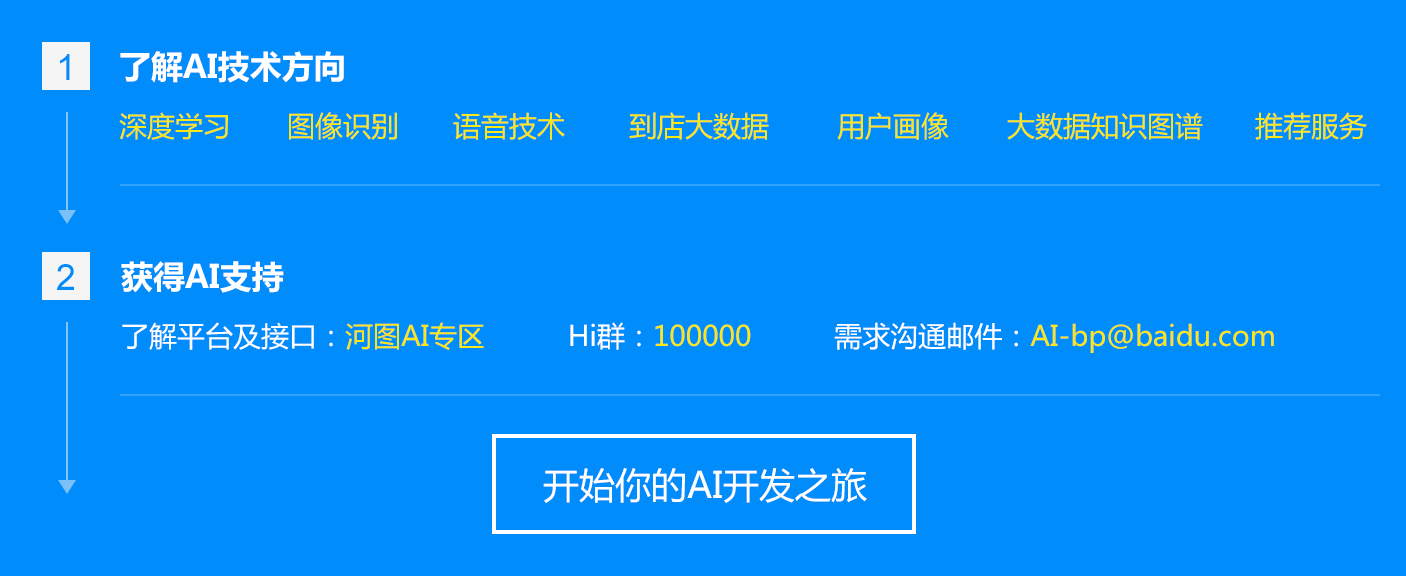 1 了解AI技术方向
深度学习 图像识别 语音技术 到店大数据 用户画像 大数据知识图谱 推荐服务
2 获得AI支持
了解平台及接口：河图AI专区 Hi群：100000 需求沟通邮件：AI-bp@baidu.com
开始你的AI开发之旅